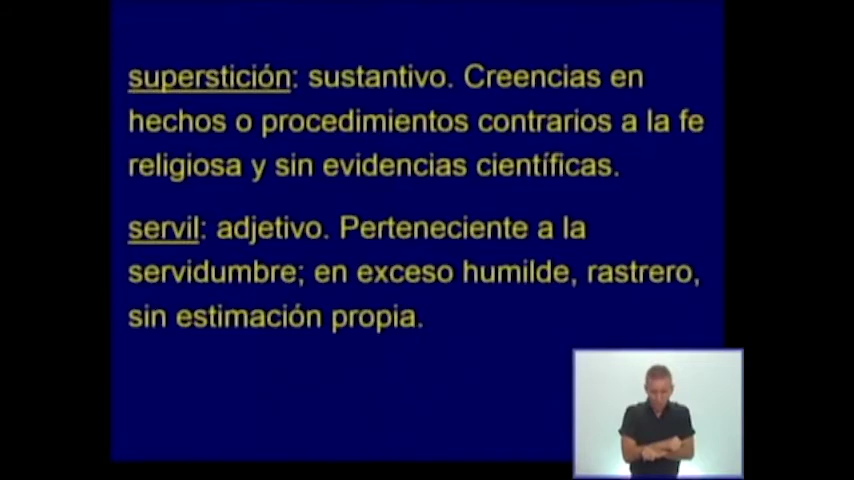 superstición: sustantivo. Creencias en
hechos o procedimientos contrarios a la fe
religiosa y sin evidencias científicas.
servil: adjetivo. Perteneciente a la
servidumbre; en exceso humilde, rastrero,
sin estimación propia.